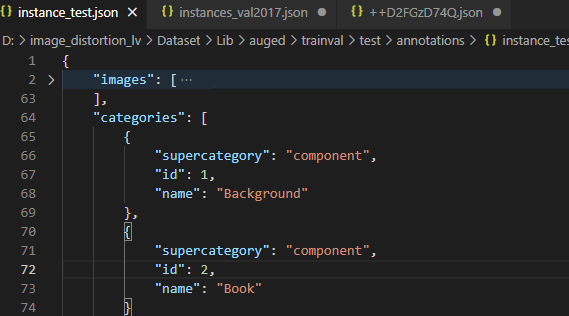 {} instance_test.json × {} instances_val2017.json ● {} ++D2FGzD74Q.json ●
D: > image_distortion_lv > Dataset > Lib > auged > trainval > test > annotations > {} instance_tes
1 {
2 > "images": [ ...
63 ],
64 "categories": [
65 {
66 "supercategory": "component",
67 "id": 1,
68 "name": "Background"
69 },
70 {
71 "supercategory": "component",
72 "id": 2,
73 "name": "Book"
74 }